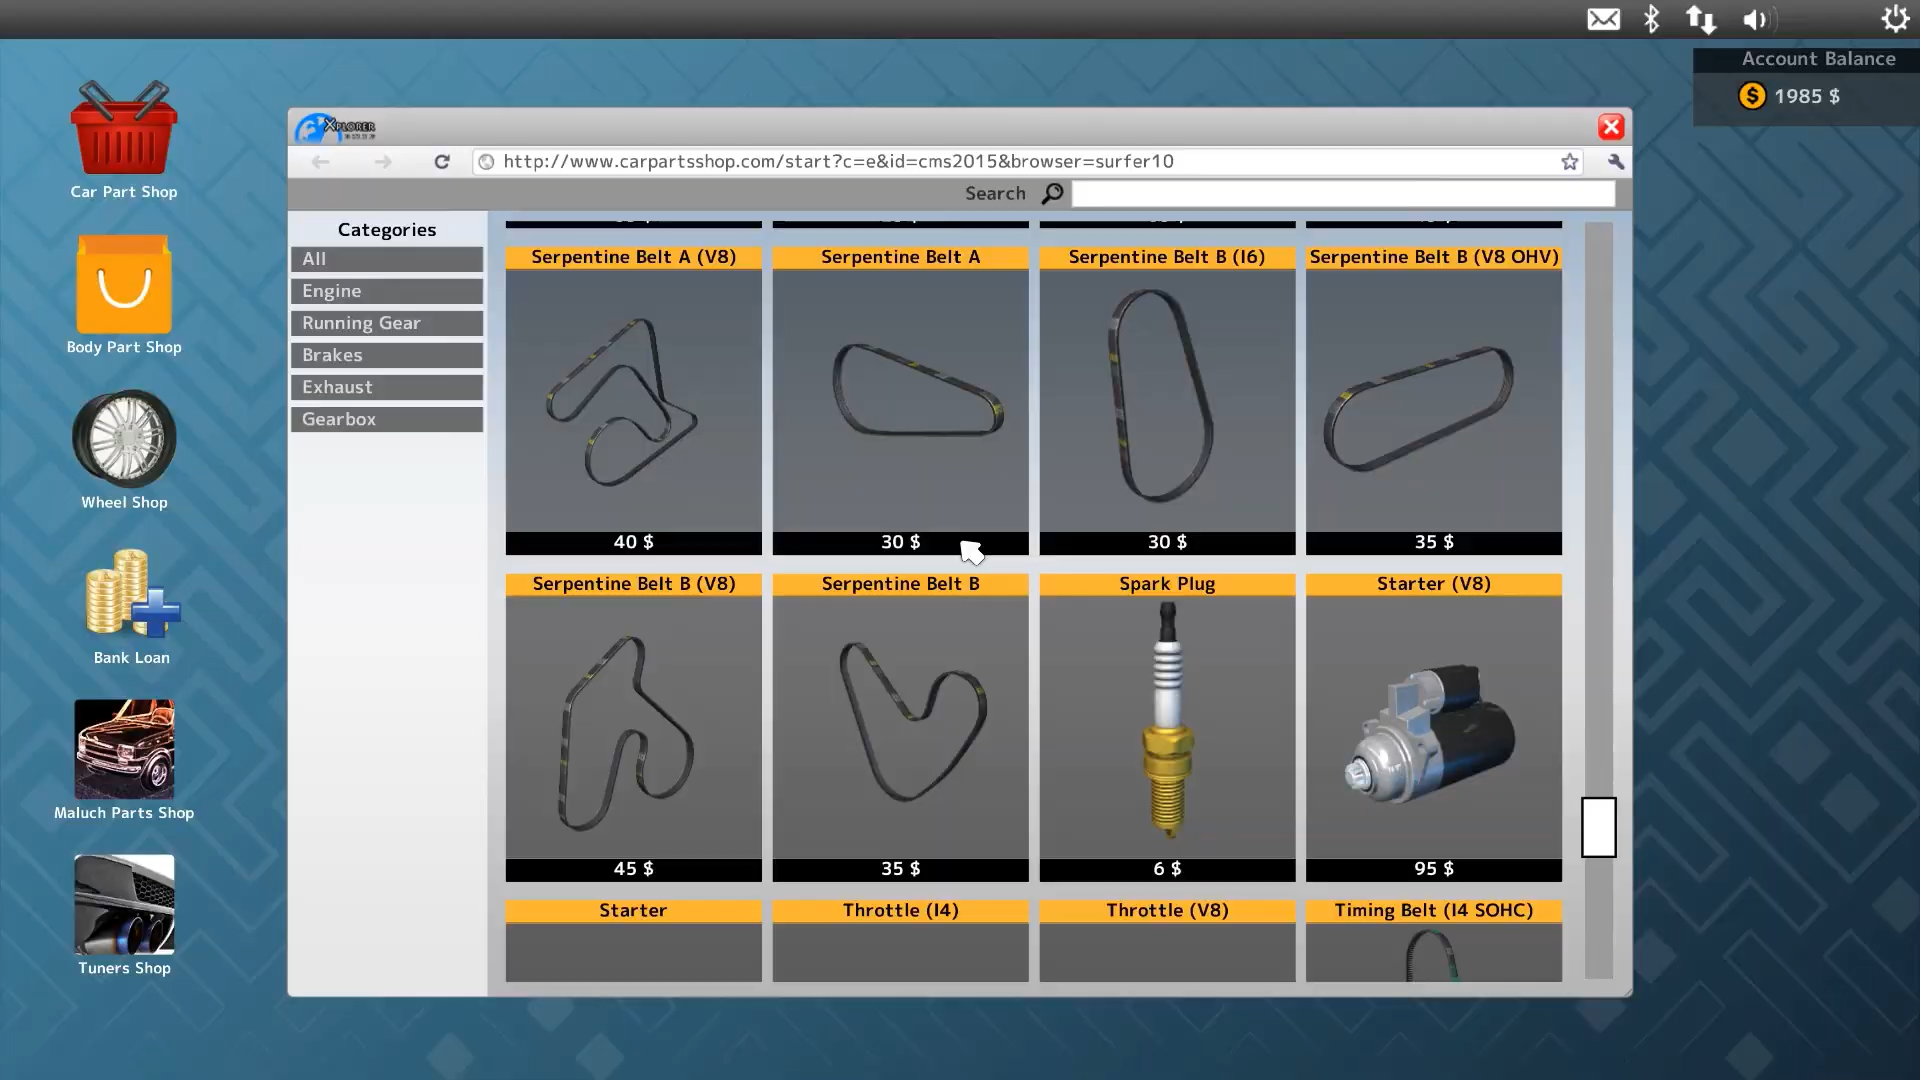 Account Balance
1985 $
Car Part Shop
Body Part Shop
Wheel Shop
Bank Loan
Maluch Parts Shop
Tuners Shop
XPLORER
http://www.carpartsshop.com/start?c=e&id=cms2015&browser=surfer10
Search
Categories
All
Engine
Running Gear
Brakes
Exhaust
Gearbox
Serpentine Belt A (V8)
Serpentine Belt A
Serpentine Belt B (I6)
Serpentine Belt B (V8 OHV)
40 $
30 $
30 $
35 $
Serpentine Belt B (V8)
Serpentine Belt B
Spark Plug
Starter (V8)
45 $
35 $
6 $
95 $
Starter
Throttle (I4)
Throttle (V8)
Timing Belt (I4 SOHC)